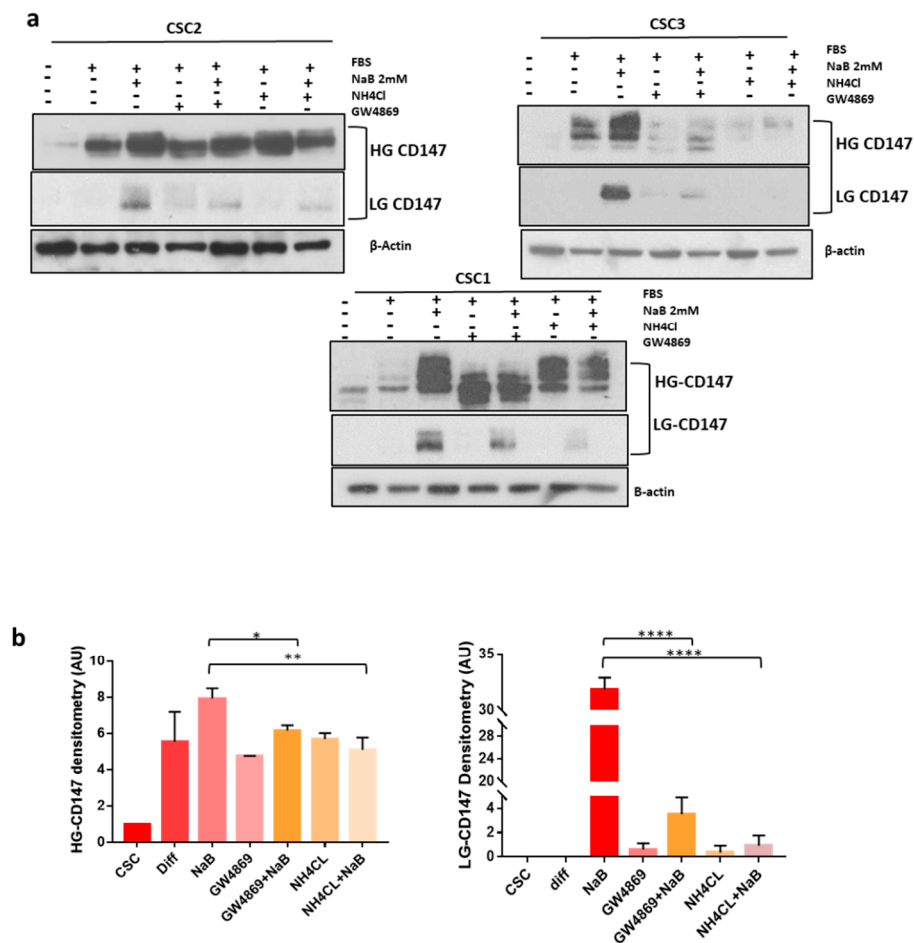 a
CSC2
- + + + + + + FBS
- - + - + - + NaB 2mM
- - - - - + + NH4Cl
- - - + + - - GW4869
HG CD147
LG CD147
β-Actin
CSC3
- + + + + + + FBS
- - + - + - + NaB 2mM
- - - - - + + NH4Cl
- - - + + - - GW4869
HG CD147
LG CD147
β-actin
CSC1
- + + + + + + FBS
- - + - + - + NaB 2mM
- - - - - + + NH4Cl
- - - + + - - GW4869
HG-CD147
LG-CD147
B-actin
b
HG-CD147 densitometry (AU)
10
8
6
4
2
0
*
**
CSC
Diff
NaB
GW4869
GW4869+NaB
NH4CL
NH4CL+NaB
LG-CD147 Densitometry (AU)
35
30
28
24
20
4
2
0
****
****
CSC
diff
NaB
GW4869
GW4869+NaB
NH4CL
NH4CL+NaB